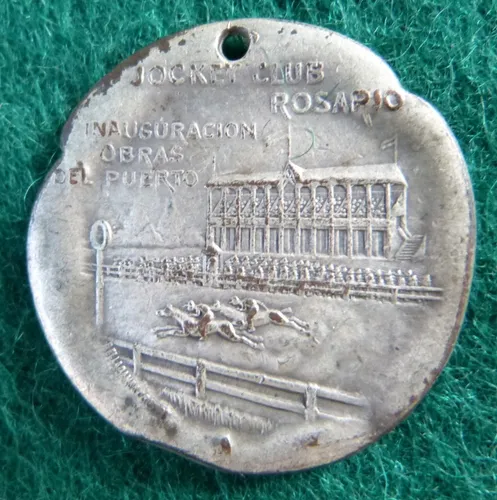 JOCKEY CLUB
ROSARIO
INAUGURACION
OBRAS
DEL PUERTO